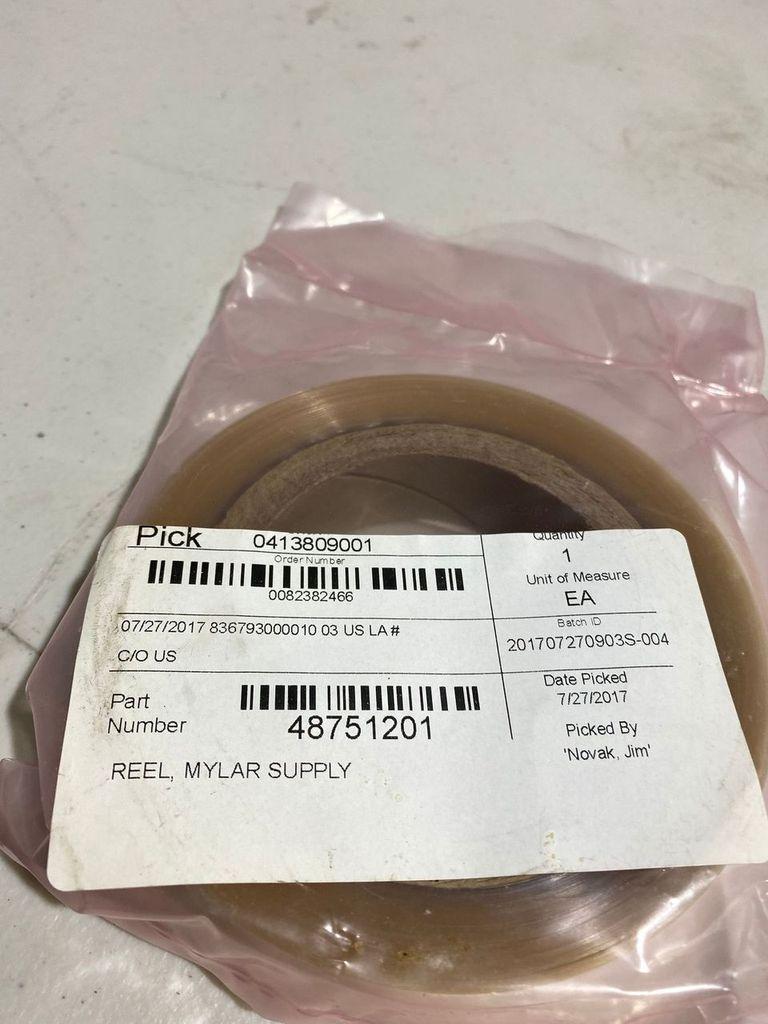 Pick 0413809001
Order Number
0082382466
07/27/2017 836793000010 03 US LA #
C/O US
Part
Number
48751201
REEL, MYLAR SUPPLY
Quantity
1
Unit of Measure
EA
Batch ID
201707270903S-004
Date Picked
7/27/2017
Picked By
'Novak, Jim'